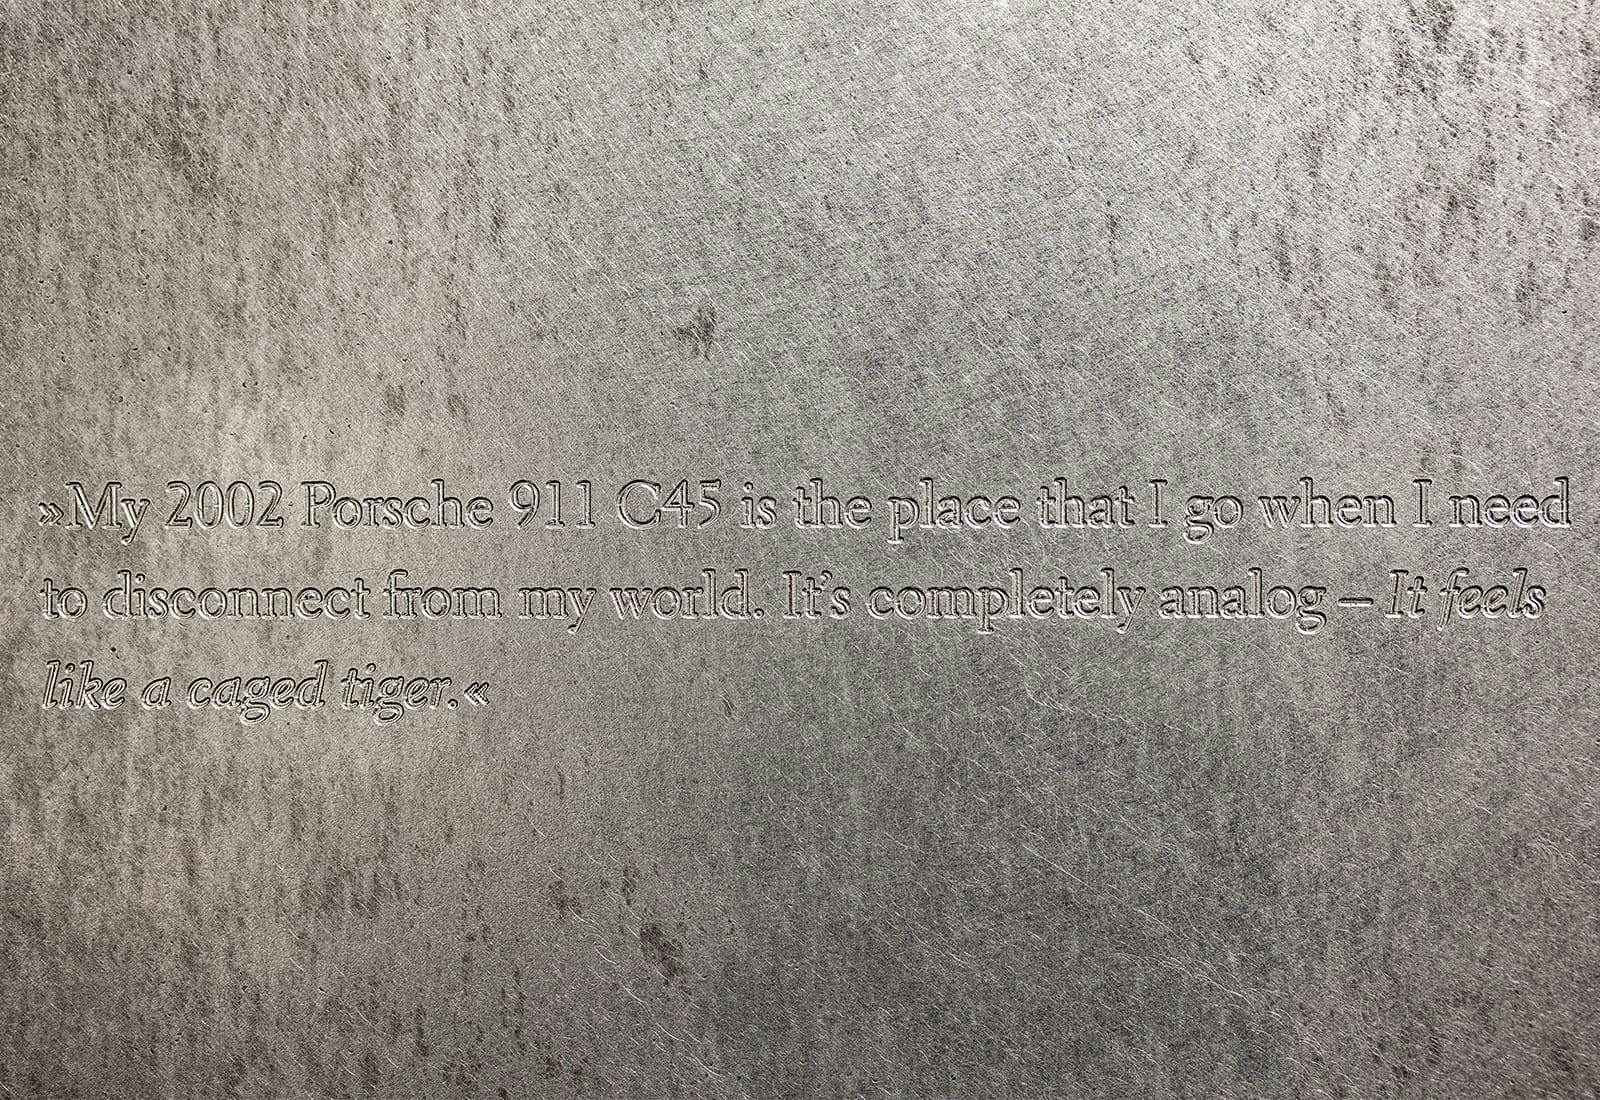 »My 2002 Porsche 911 C45 is the place that I go when I need
to disconnect from my world. It’s completely analog – It feels
like a caged tiger.«